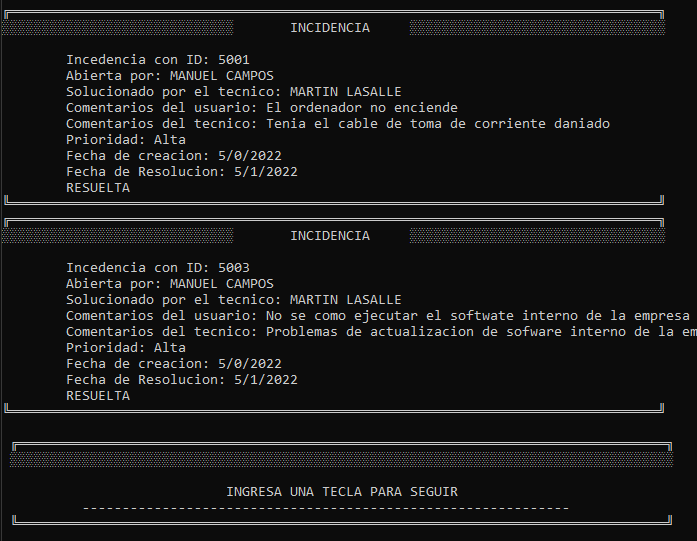 INCIDENCIA
Incedencia con ID: 5001
Abierta por: MANUEL CAMPOS
Solucionado por el tecnico: MARTIN LASALLE
Comentarios del usuario: El ordenador no enciende
Comentarios del tecnico: Tenia el cable de toma de corriente daniado
Prioridad: Alta
Fecha de creacion: 5/0/2022
Fecha de Resolucion: 5/1/2022
RESUELTA
INCIDENCIA
Incedencia con ID: 5003
Abierta por: MANUEL CAMPOS
Solucionado por el tecnico: MARTIN LASALLE
Comentarios del usuario: No se como ejecutar el softwate interno de la empresa
Comentarios del tecnico: Problemas de actualizacion de sofware interno de la em
Prioridad: Alta
Fecha de creacion: 5/0/2022
Fecha de Resolucion: 5/1/2022
RESUELTA
INGRESA UNA TECLA PARA SEGUIR
-------------------------------------------------------------